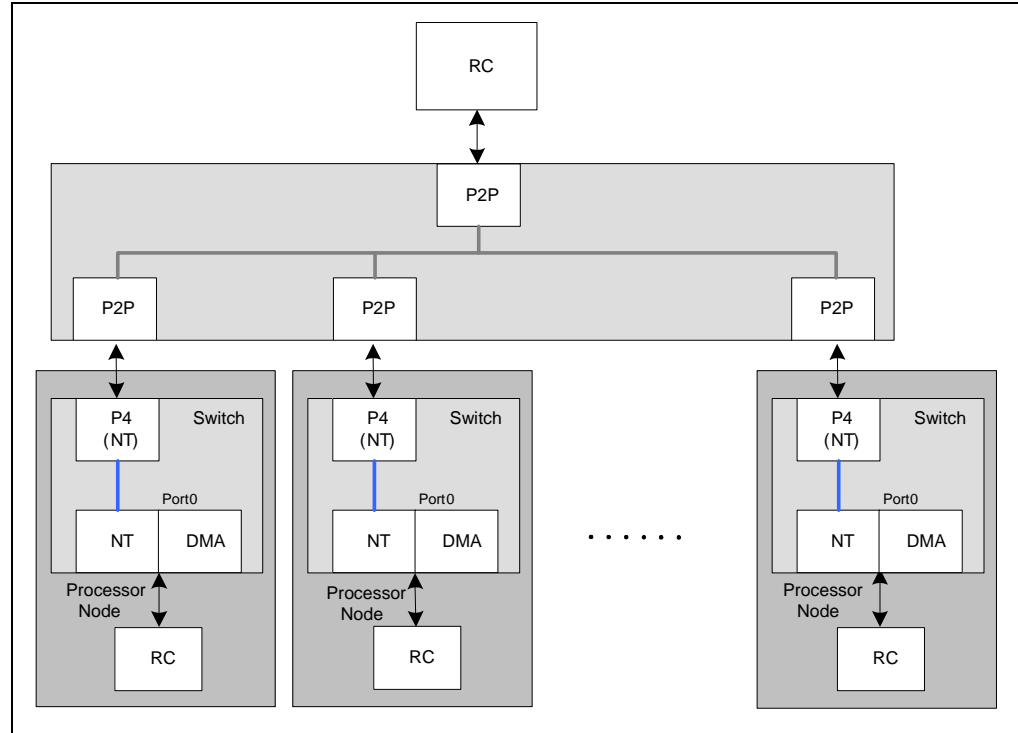 RC
P2P
P2P
P2P
P2P
P4
(NT)
Switch
Port0
NT
DMA
Processor
Node
RC
P4
(NT)
Switch
Port0
NT
DMA
Processor
Node
RC
. . . . . .
P4
(NT)
Switch
Port0
NT
DMA
Processor
Node
RC